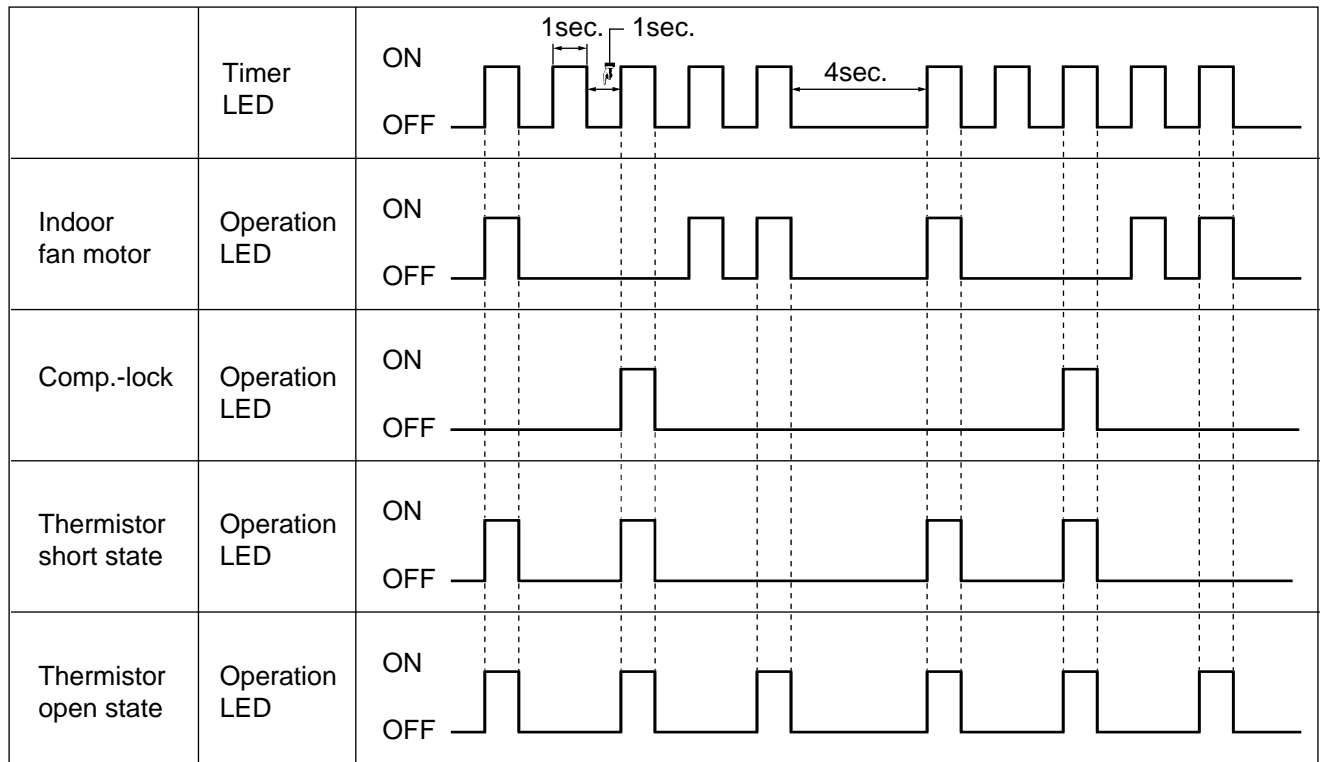 1sec. 1sec.
Timer
LED
ON
4sec.
OFF
Indoor
fan motor
Operation
LED
ON
OFF
Comp.-lock
Operation
LED
ON
OFF
Thermistor
short state
Operation
LED
ON
OFF
Thermistor
open state
Operation
LED
ON
OFF